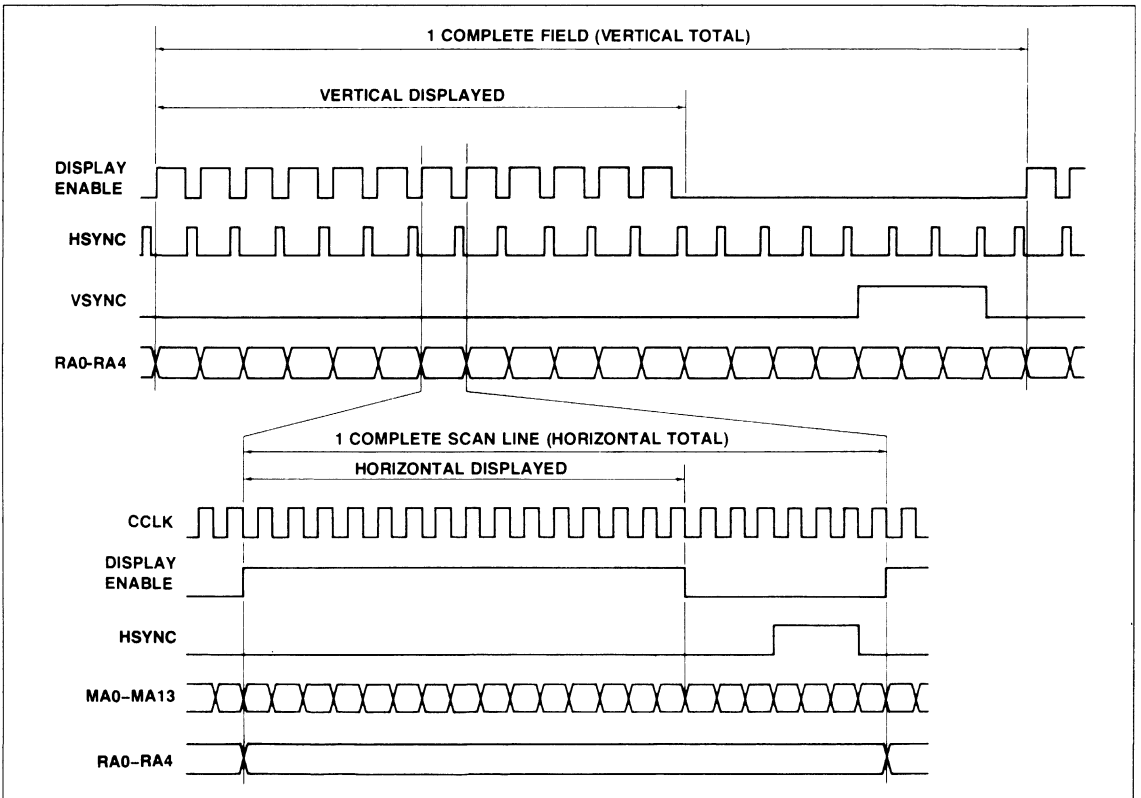 1 COMPLETE FIELD (VERTICAL TOTAL)
VERTICAL DISPLAYED
DISPLAY
ENABLE
HSYNC
VSYNC
RA0-RA4
1 COMPLETE SCAN LINE (HORIZONTAL TOTAL)
HORIZONTAL DISPLAYED
CCLK
DISPLAY
ENABLE
HSYNC
MA0–MA13
RA0–RA4